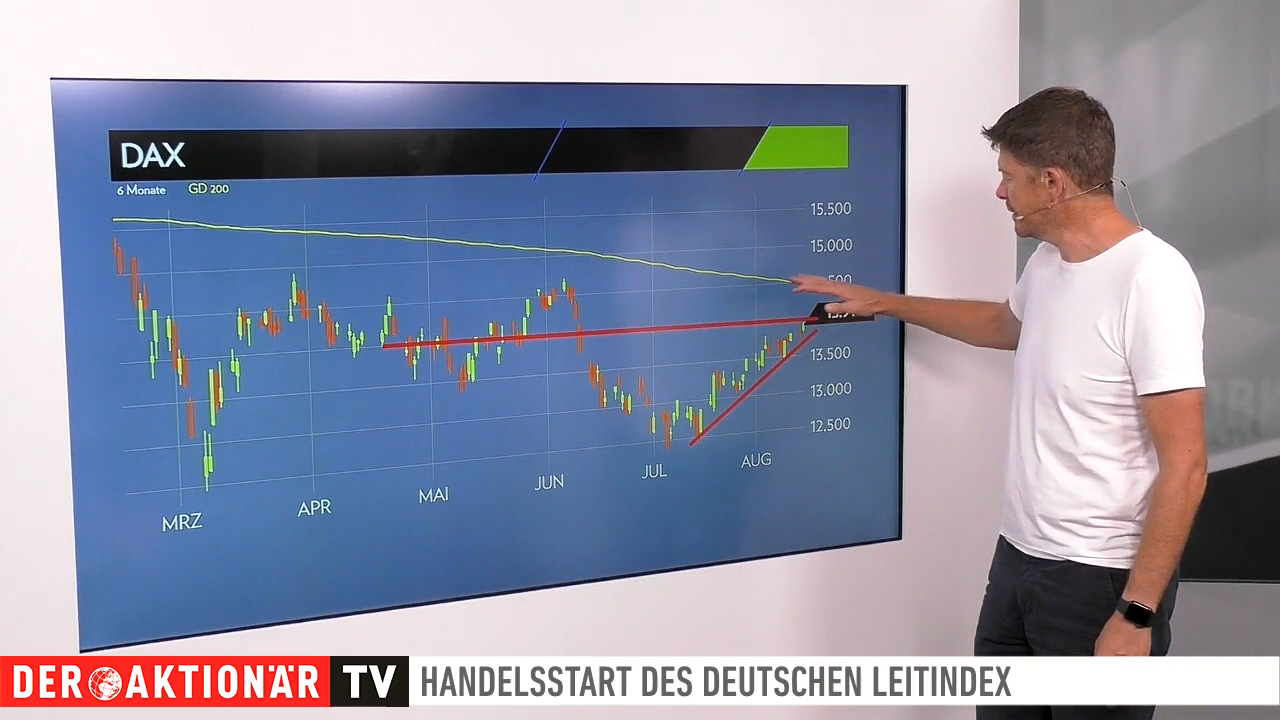 DAX
6 Monate GD 200
15.500
15.000
13.500
13.000
12.500
MRZ APR MAI JUN JUL AUG
DER AKTIONÄR TV HANDELSSTART DES DEUTSCHEN LEITINDEX